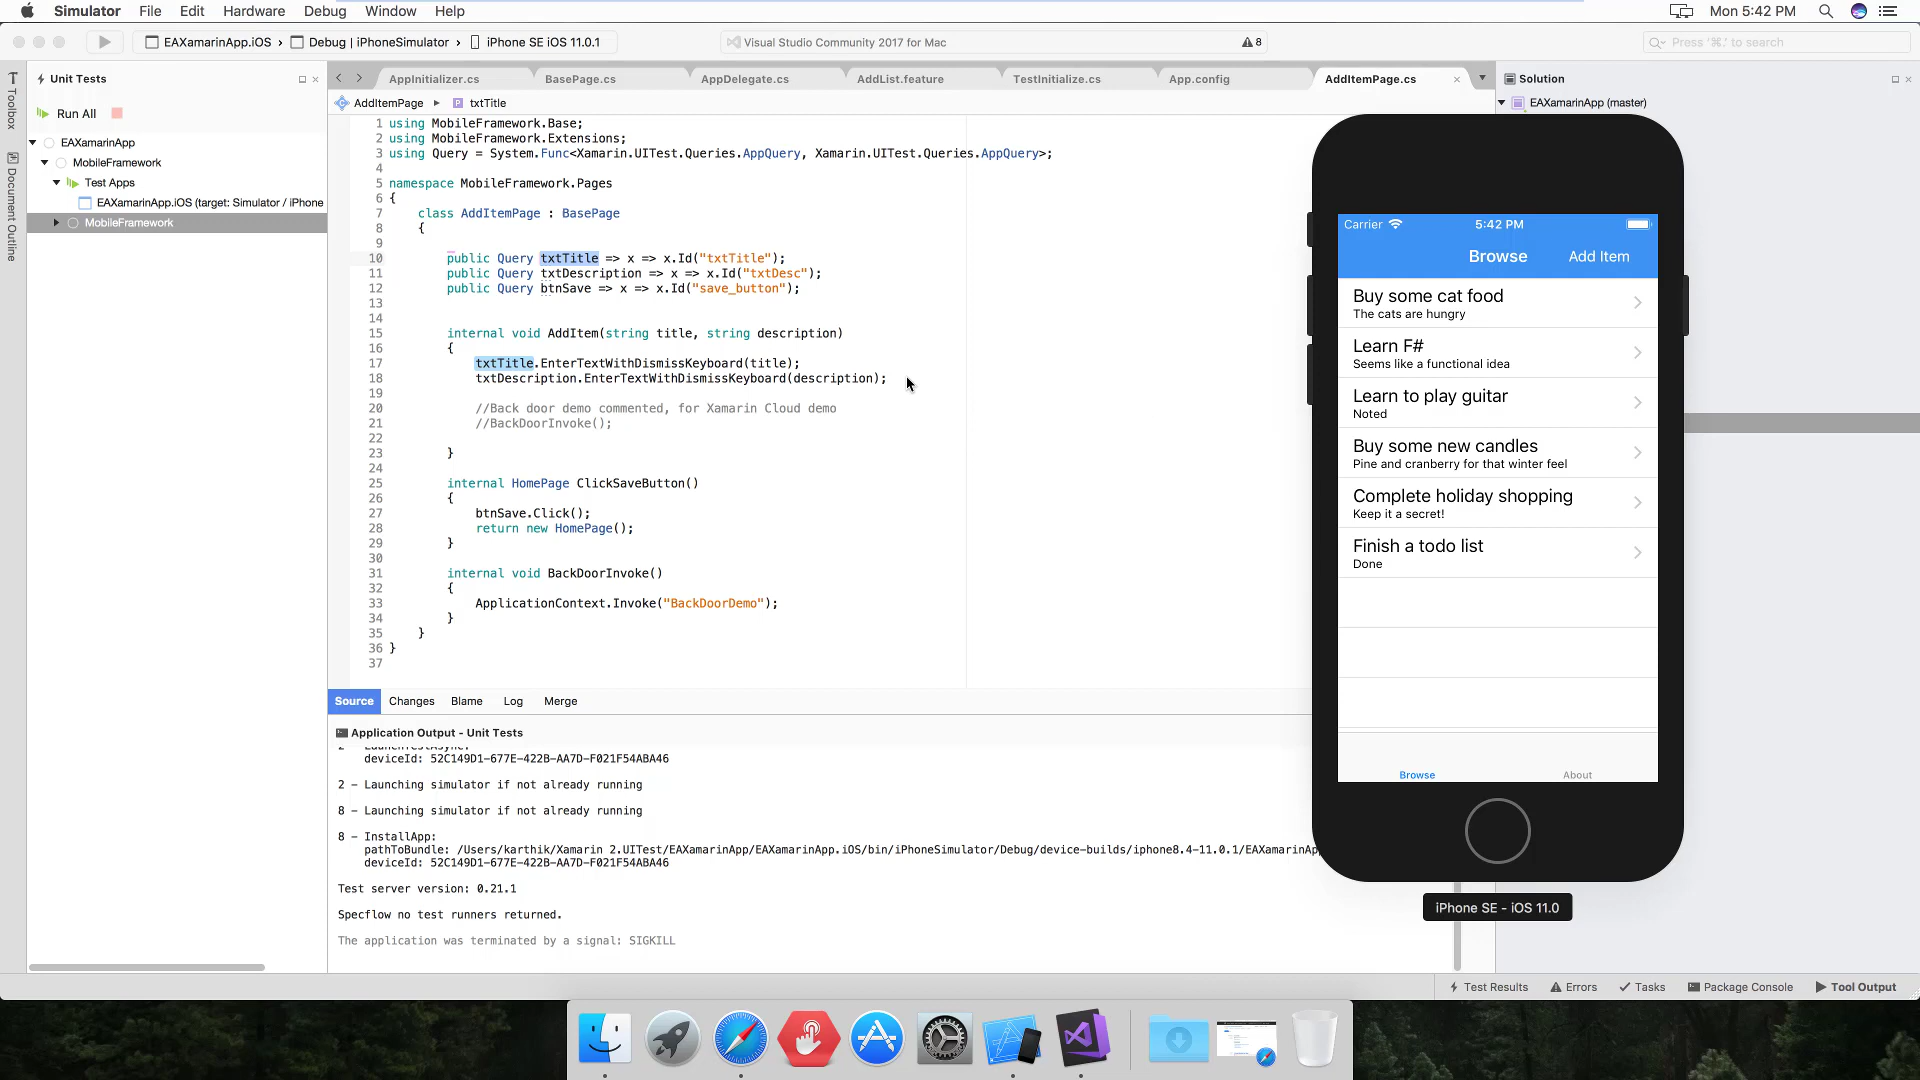 Simulator File Edit Hardware Debug Window Help
Mon 5:42 PM
EAXamarinApp.iOS › Debug | iPhoneSimulator › iPhone SE iOS 11.0.1
Visual Studio Community 2017 for Mac
8
Press '⌘.' to search
Toolbox
Document Outline
Unit Tests
Run All
EAXamarinApp
MobileFramework
Test Apps
EAXamarinApp.iOS (target: Simulator / iPhone
MobileFramework
AppInitializer.cs
BasePage.cs
AppDelegate.cs
AddList.feature
TestInitialize.cs
App.config
AddItemPage.cs
AddItemPage ▸ txtTitle
1 using MobileFramework.Base;
2 using MobileFramework.Extensions;
3 using Query = System.Func<Xamarin.UITest.Queries.AppQuery, Xamarin.UITest.Queries.AppQuery>;
4
5 namespace MobileFramework.Pages
6 {
7 class AddItemPage : BasePage
8 {
9
10 public Query txtTitle => x => x.Id("txtTitle");
11 public Query txtDescription => x => x.Id("txtDesc");
12 public Query btnSave => x => x.Id("save_button");
13
14
15 internal void AddItem(string title, string description)
16 {
17 txtTitle.EnterTextWithDismissKeyboard(title);
18 txtDescription.EnterTextWithDismissKeyboard(description);
19
20 //Back door demo commented, for Xamarin Cloud demo
21 //BackDoorInvoke();
22
23 }
24
25 internal HomePage ClickSaveButton()
26 {
27 btnSave.Click();
28 return new HomePage();
29 }
30
31 internal void BackDoorInvoke()
32 {
33 ApplicationContext.Invoke("BackDoorDemo");
34 }
35 }
36 }
37
Source Changes Blame Log Merge
Application Output - Unit Tests
2 - LaunchTestAsync:
deviceId: 52C149D1-677E-422B-AA7D-F021F54ABA46
2 - Launching simulator if not already running
8 - Launching simulator if not already running
8 - InstallApp:
pathToBundle: /Users/karthik/Xamarin 2.UITest/EAXamarinApp/EAXamarinApp.iOS/bin/iPhoneSimulator/Debug/device-builds/iphone8.4-11.0.1/EAXamarinAp
deviceId: 52C149D1-677E-422B-AA7D-F021F54ABA46
Test server version: 0.21.1
Specflow no test runners returned.
The application was terminated by a signal: SIGKILL
Solution
EAXamarinApp (master)
Carrier 5:42 PM
Browse Add Item
Buy some cat food
The cats are hungry
Learn F#
Seems like a functional idea
Learn to play guitar
Noted
Buy some new candles
Pine and cranberry for that winter feel
Complete holiday shopping
Keep it a secret!
Finish a todo list
Done
Browse About
iPhone SE - iOS 11.0
Test Results Errors Tasks Package Console Tool Output